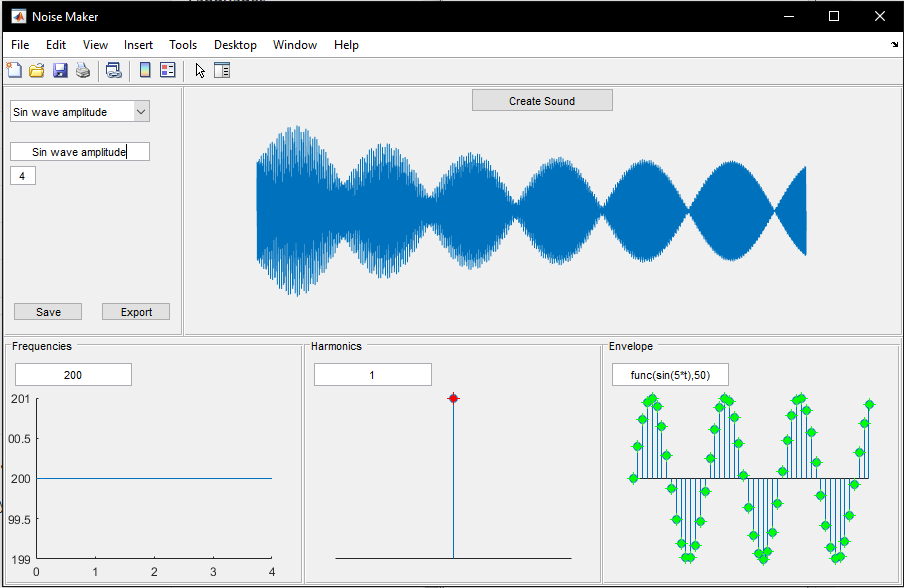 Noise Maker
File Edit View Insert Tools Desktop Window Help
Create Sound
Sin wave amplitude
Sin wave amplitude
4
Save Export
Frequencies
200
201
00.5
200
99.5
199
0 1 2 3 4
Harmonics
1
Envelope
func(sin(5*t),50)